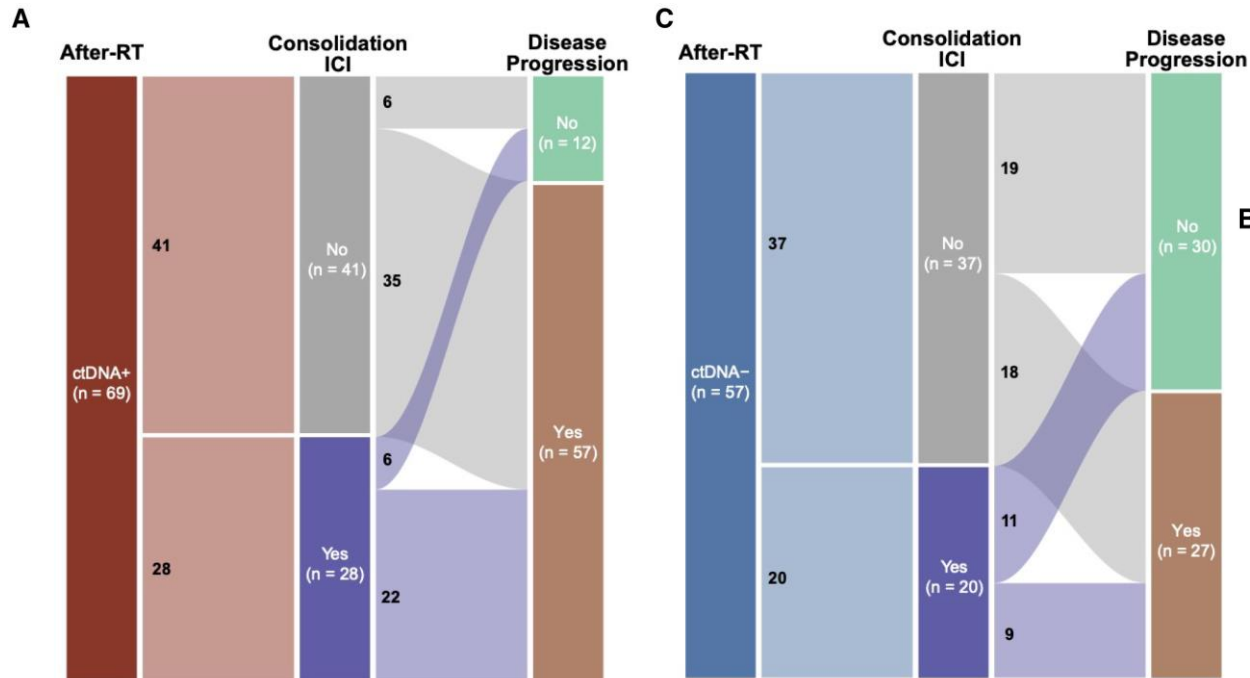 A
After-RT
Consolidation
ICI
Disease
Progression
ctDNA+
(n = 69)
41
28
No
(n = 41)
Yes
(n = 28)
6
35
6
22
No
(n = 12)
Yes
(n = 57)
C
After-RT
Consolidation
ICI
Disease
Progression
ctDNA−
(n = 57)
37
20
No
(n = 37)
Yes
(n = 20)
19
18
11
9
No
(n = 30)
Yes
(n = 27)